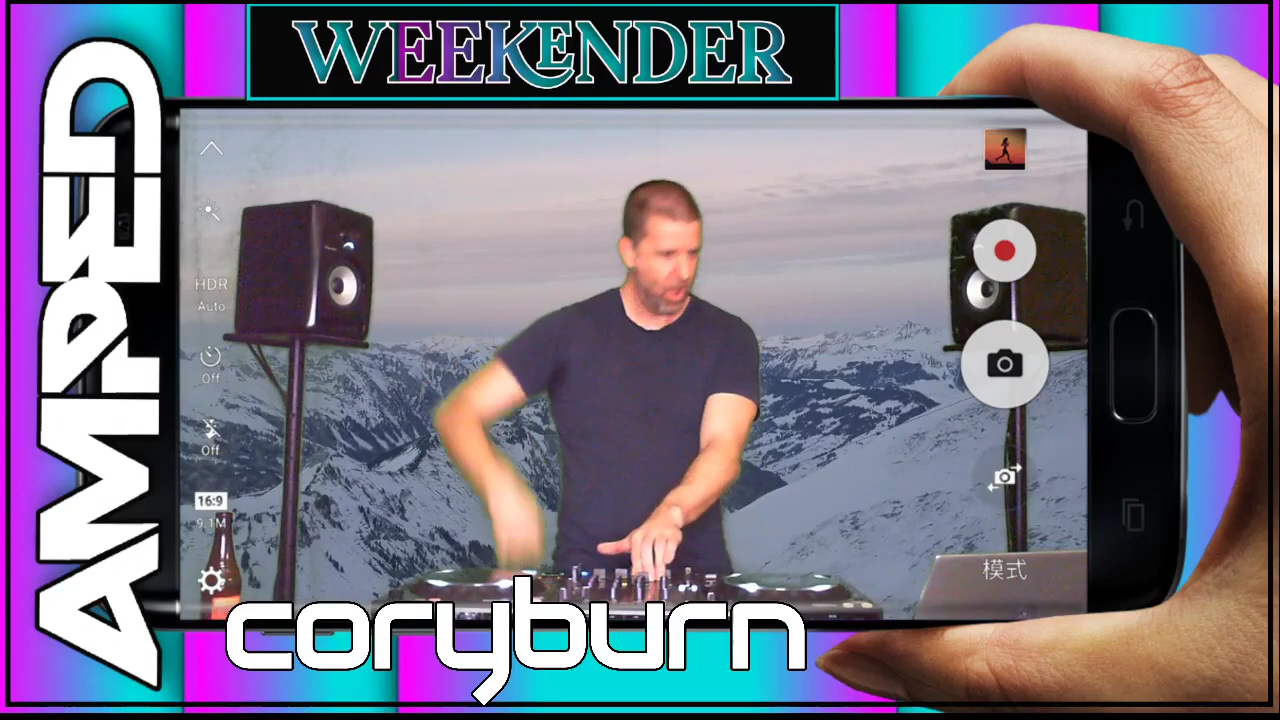 WEEKENDER
AMPED
HDR
Auto
Off
Off
16:9
9.1M
模式
coryburn